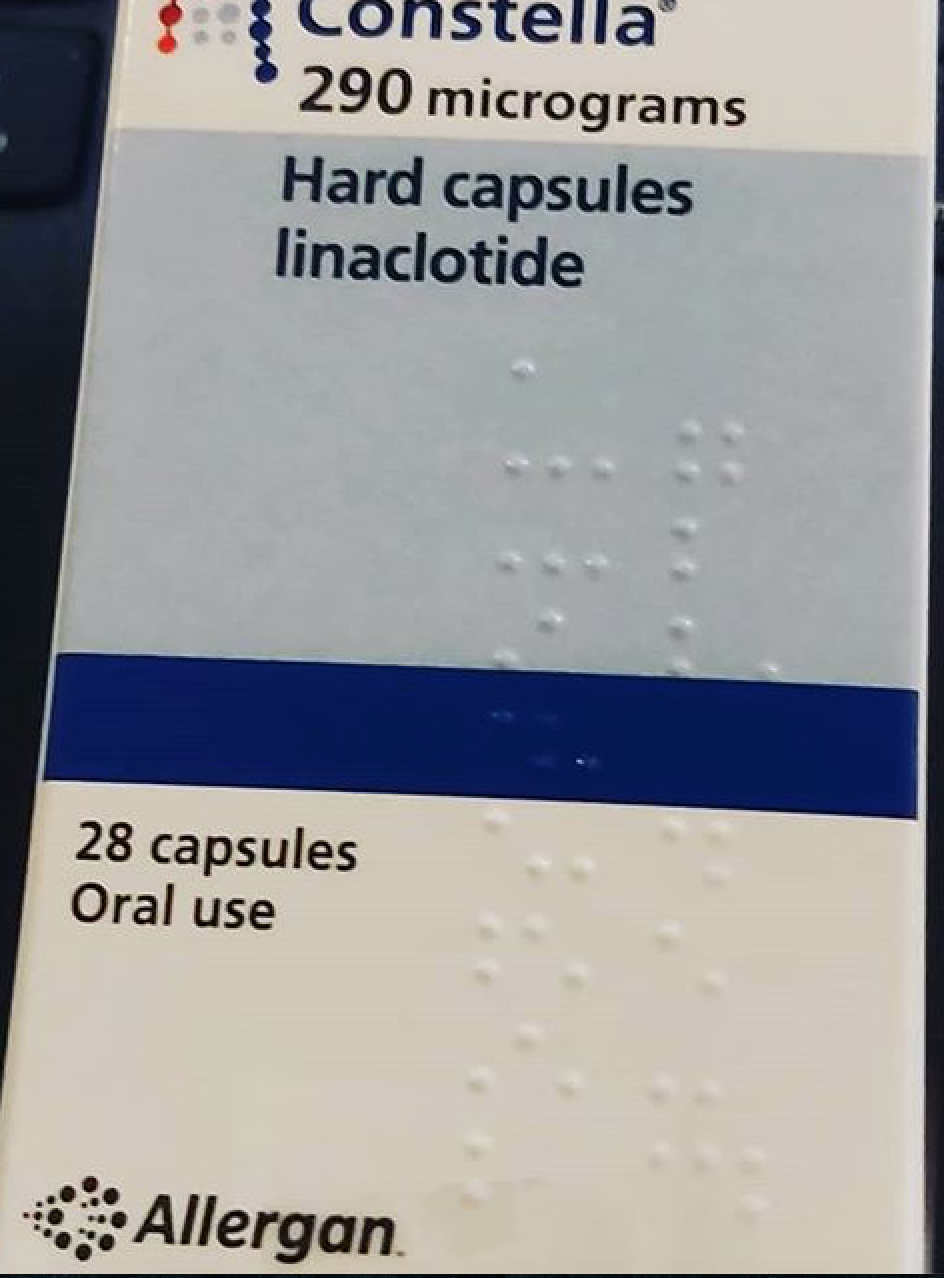 Constella®
290 micrograms
Hard capsules
linaclotide
28 capsules
Oral use
Allergan